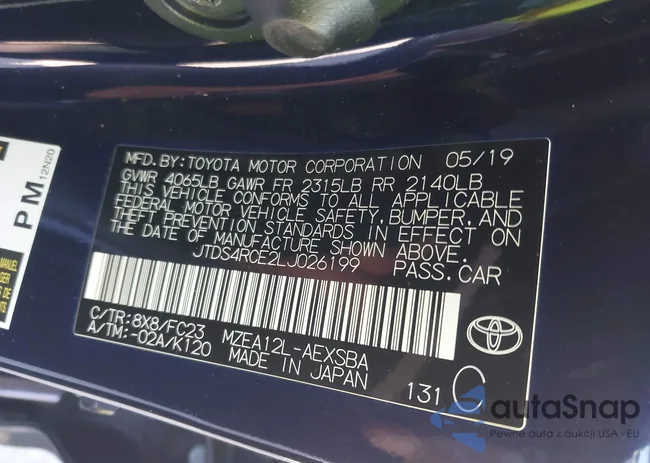 MFD. BY: TOYOTA MOTOR CORPORATION 05/19
GVWR 4065LB GAWR FR 2315LB RR 2140LB
THIS VEHICLE CONFORMS TO ALL APPLICABLE
FEDERAL MOTOR VEHICLE SAFETY, BUMPER, AND
THEFT PREVENTION STANDARDS IN EFFECT ON
THE DATE OF MANUFACTURE SHOWN ABOVE.
JTDS4RCE2LJ026199 PASS. CAR
C/TR: 8X8/FC23
A/TM: -02A/K120
MZEA12L-AEXSBA
MADE IN JAPAN
131 C
PM 12N20
MANUEL
autaSnap
Pewne auta z aukcji USA i EU